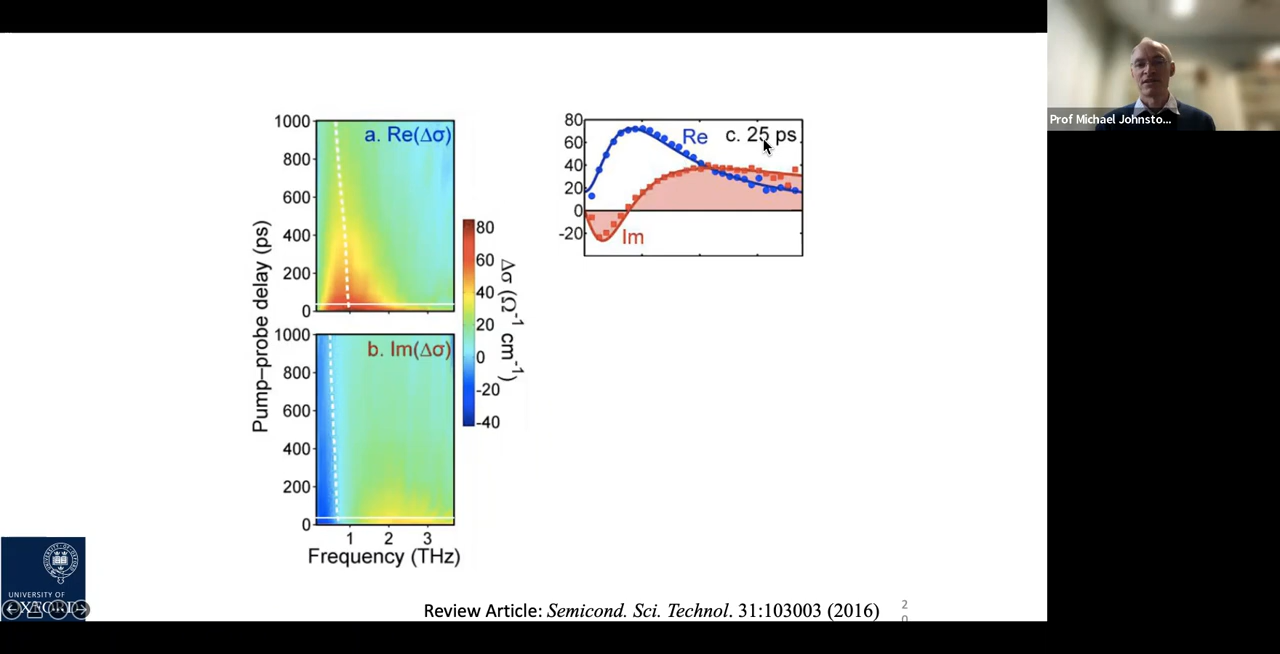 Prof Michael Johnsto...
1000
800
600
400
200
0
a. Re(Δσ)
Pump–probe delay (ps)
80
60
40
20
0
-20
-40
Δσ (Ω⁻¹ cm⁻¹)
1000
800
600
400
200
0
b. Im(Δσ)
1 2 3
Frequency (THz)
80
60
40
20
0
-20
Re
c. 25 ps
Im
UNIVERSITY OF
OXFORD
Review Article: Semicond. Sci. Technol. 31:103003 (2016)
2
0